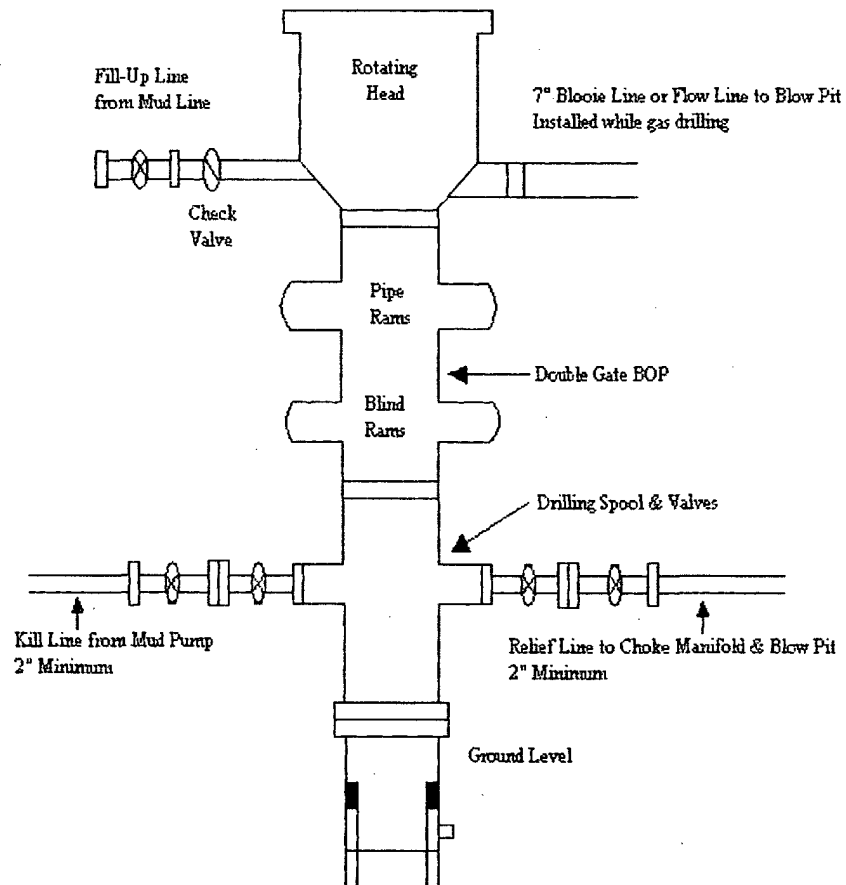 Fill-Up Line
from Mud Line
Rotating
Head
7" Blooie Line or Flow Line to Blow Pit
Installed while gas drilling
Check
Valve
Pipe
Rams
Double Gate BOP
Blind
Rams
Drilling Spool & Valves
Kill Line from Mud Pump
2" Minimum
Relief Line to Choke Manifold & Blow Pit
2" Minimum
Ground Level